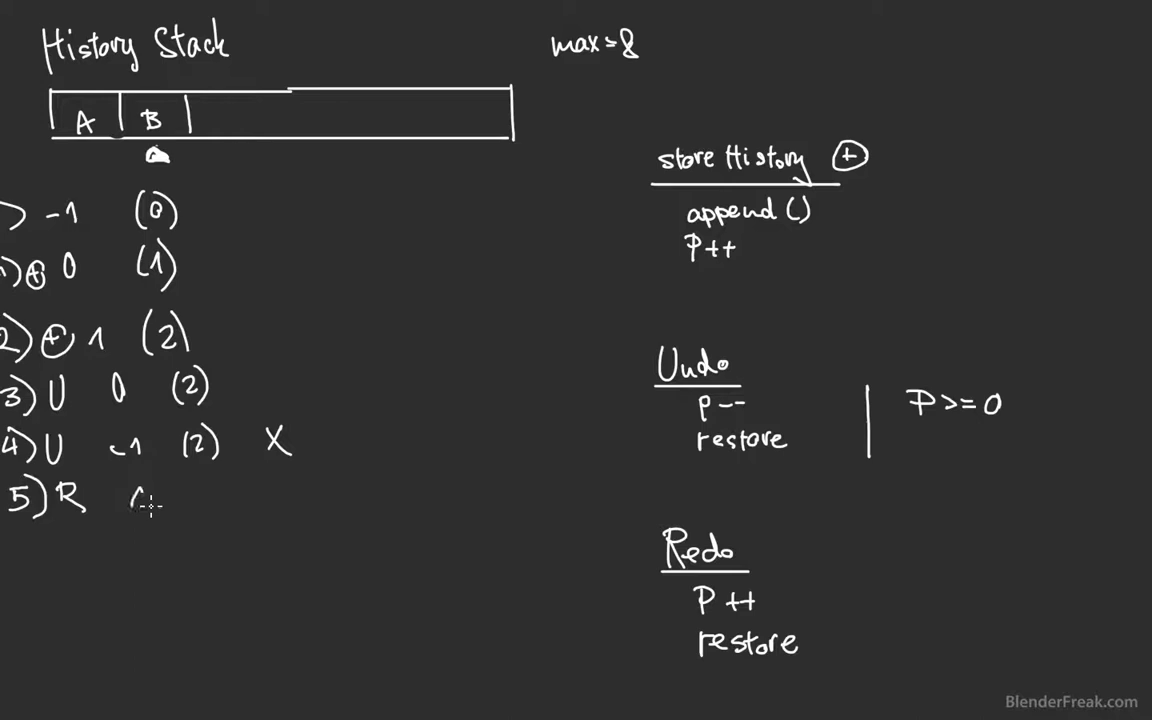 History Stack
max=8
A B
store History +
append ()
P++
) -1 (0)
1) + 0 (1)
2) + 1 (2)
3) U 0 (2)
4) U -1 (2) X
5) R
Undo
p--
restore
P>=0
Redo
P++
restore
BlenderFreak.com